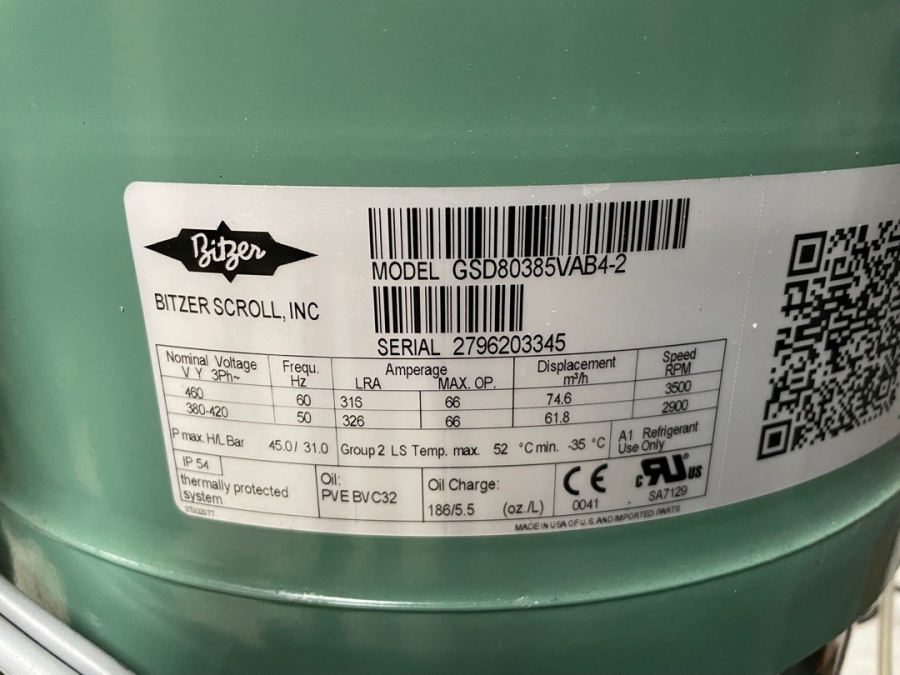 Bitzer
BITZER SCROLL, INC
MODEL GSD80385VAB4-2
SERIAL 2796203345
Nominal Voltage Frequ. Amperage Displacement Speed
V Y 3Ph~ Hz LRA MAX. OP. m³/h RPM
460 60 316 66 74.6 3500
380-420 50 326 66 61.8 2900
P max. H/L Bar 45.0 / 31.0 Group 2 LS Temp. max. 52 °C min. -35 °C A1 Refrigerant
Use Only
IP 54
thermally protected
system
Oil:
PVE BVC32
Oil Charge:
186/5.5 (oz./L)
CE
0041
c RU us
SA7129
MADE IN USA OF U.S. AND IMPORTED PARTS